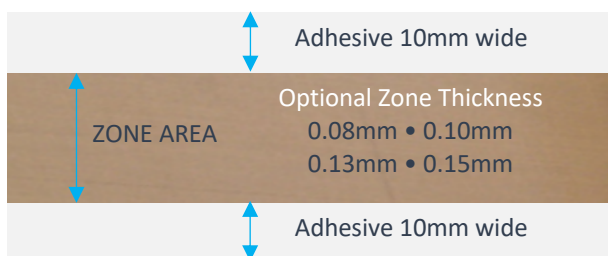 Adhesive 10mm wide
Optional Zone Thickness
ZONE AREA
0.08mm • 0.10mm
0.13mm • 0.15mm
Adhesive 10mm wide